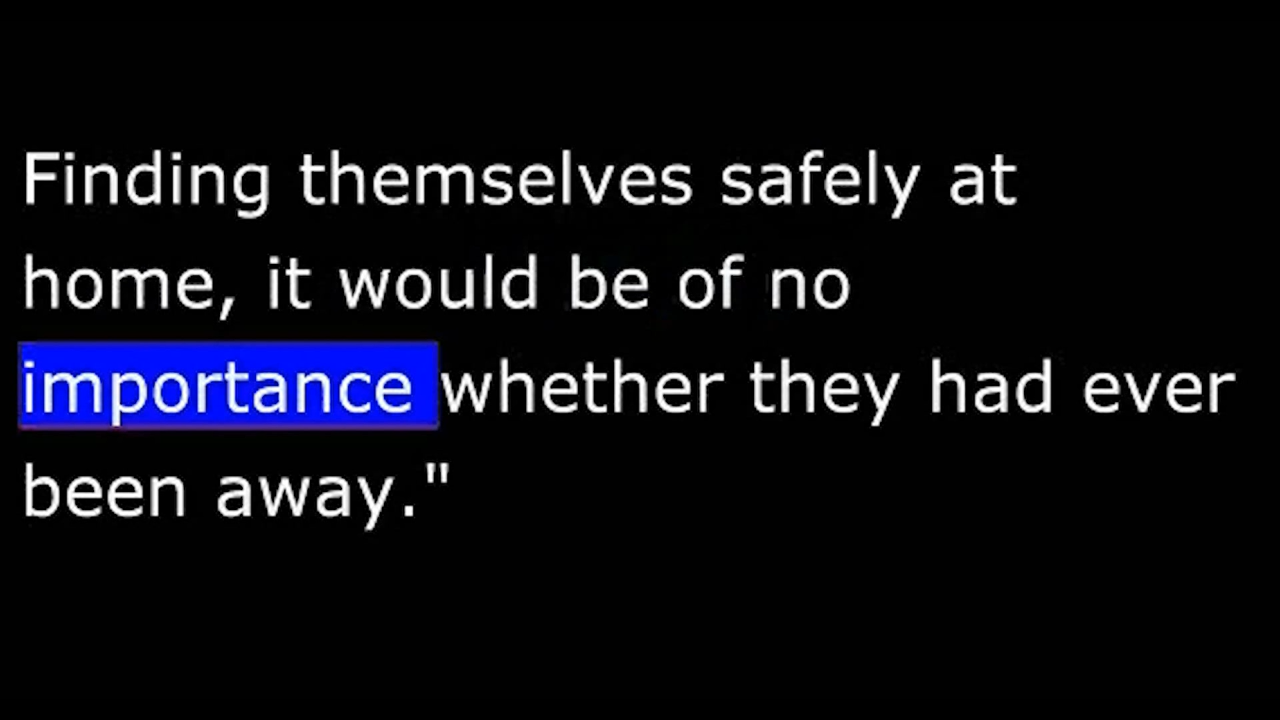 Finding themselves safely at
home, it would be of no
importance whether they had ever
been away."